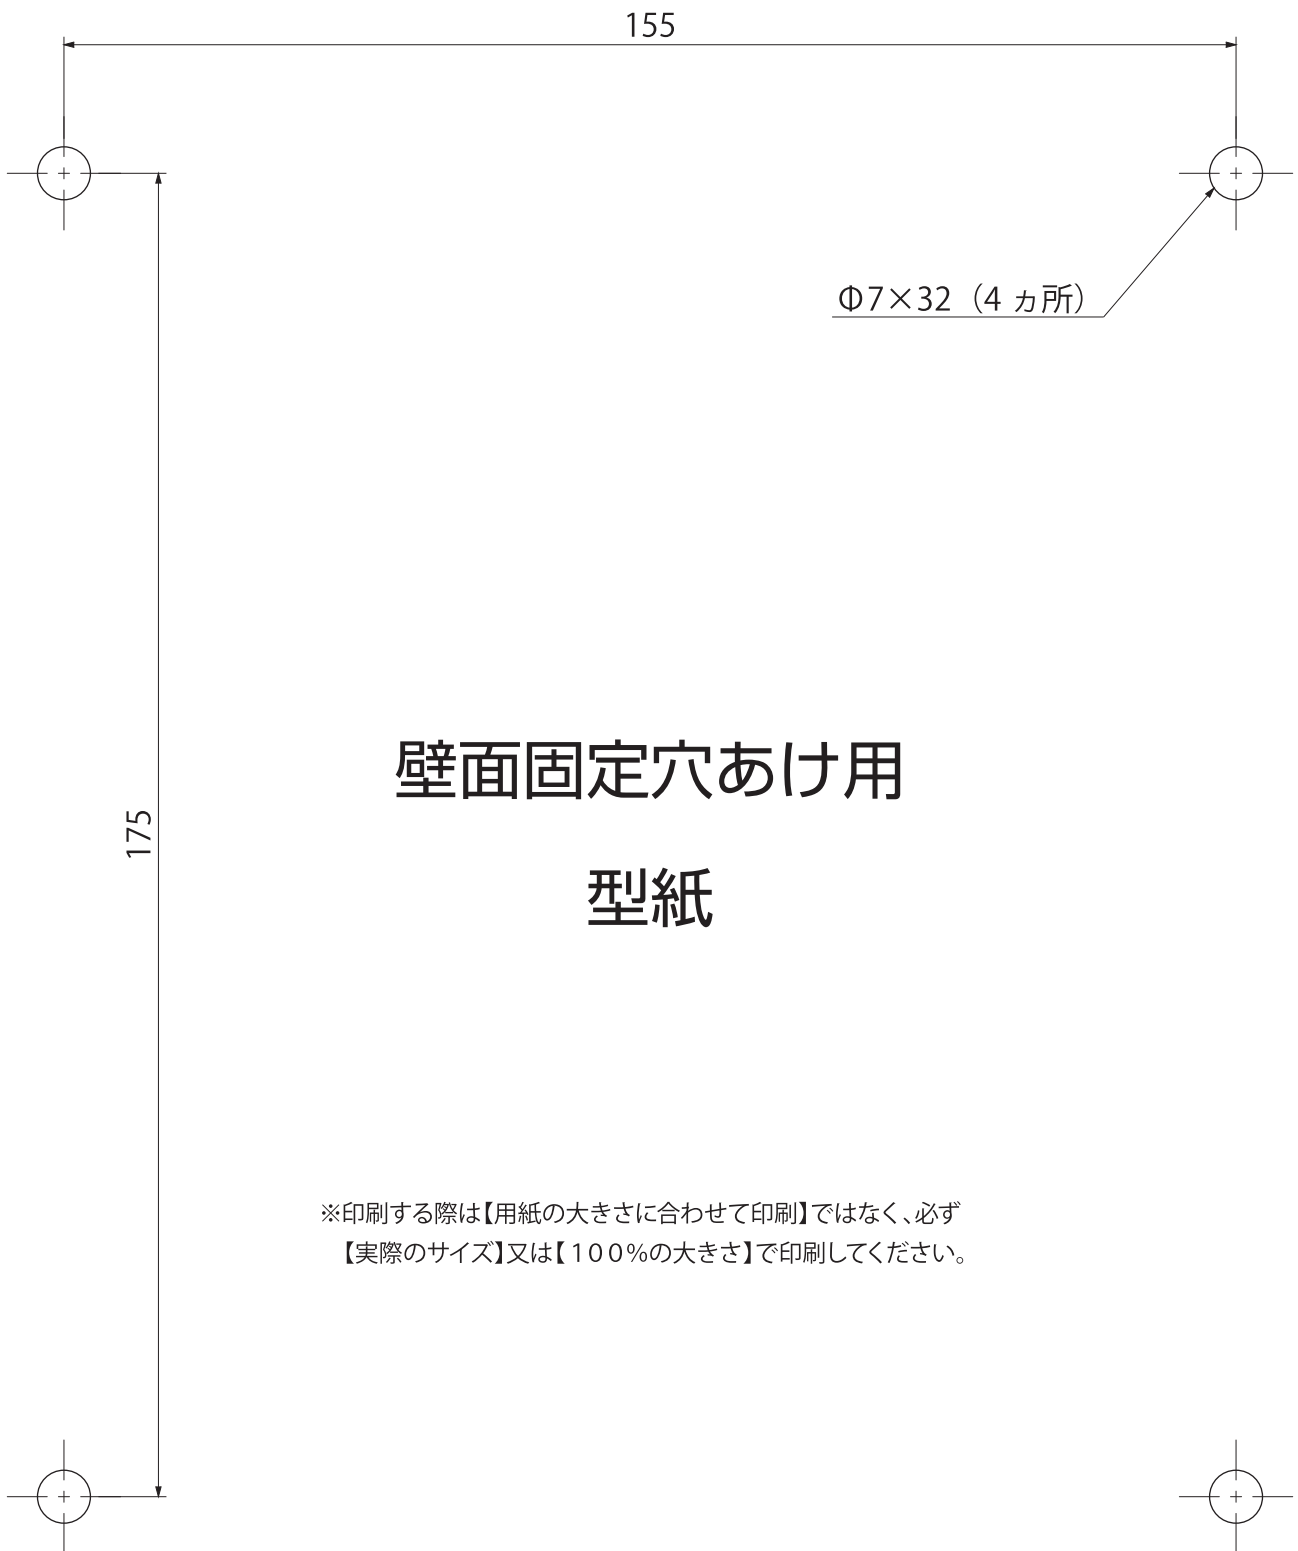 155
Φ7×32（4 ヵ所）
175
壁面固定穴あけ用
型紙
※印刷する際は【用紙の大きさに合わせて印刷】ではなく、必ず
【実際のサイズ】又は【１００％の大きさ】で印刷してください。